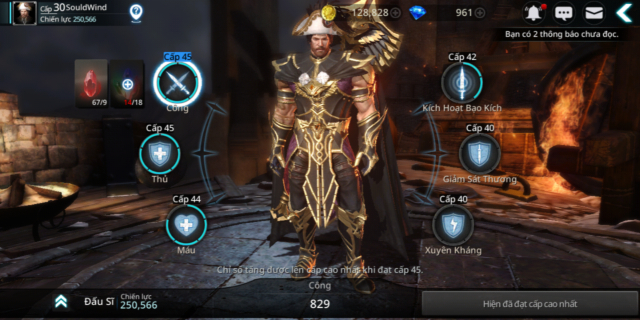 Cấp 30 SouldWind
Chiến lực 250,566
128,828
961
Bạn có 2 thông báo chưa đọc.
Cấp 45
67/9
/18
Công
Cấp 42
Kích Hoạt Bạo Kích
Cấp 45
Thủ
Cấp 40
Giảm Sát Thương
Cấp 44
Máu
Cấp 40
Xuyên Kháng
Chỉ số tăng được lên cấp cao nhất khi đạt cấp 45.
Công
Đấu Sĩ
Chiến lực
250,566
829
Hiện đã đạt cấp cao nhất